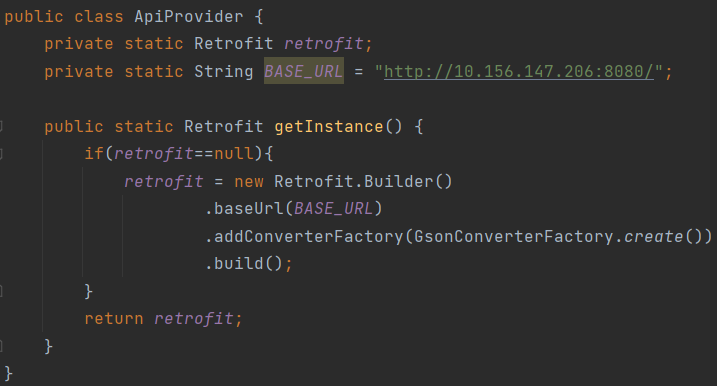 public class ApiProvider {
    private static Retrofit retrofit;
    private static String BASE_URL = "http://10.156.147.206:8080/";

    public static Retrofit getInstance() {
        if(retrofit==null){
            retrofit = new Retrofit.Builder()
                    .baseUrl(BASE_URL)
                    .addConverterFactory(GsonConverterFactory.create())
                    .build();
        }
        return retrofit;
    }
}